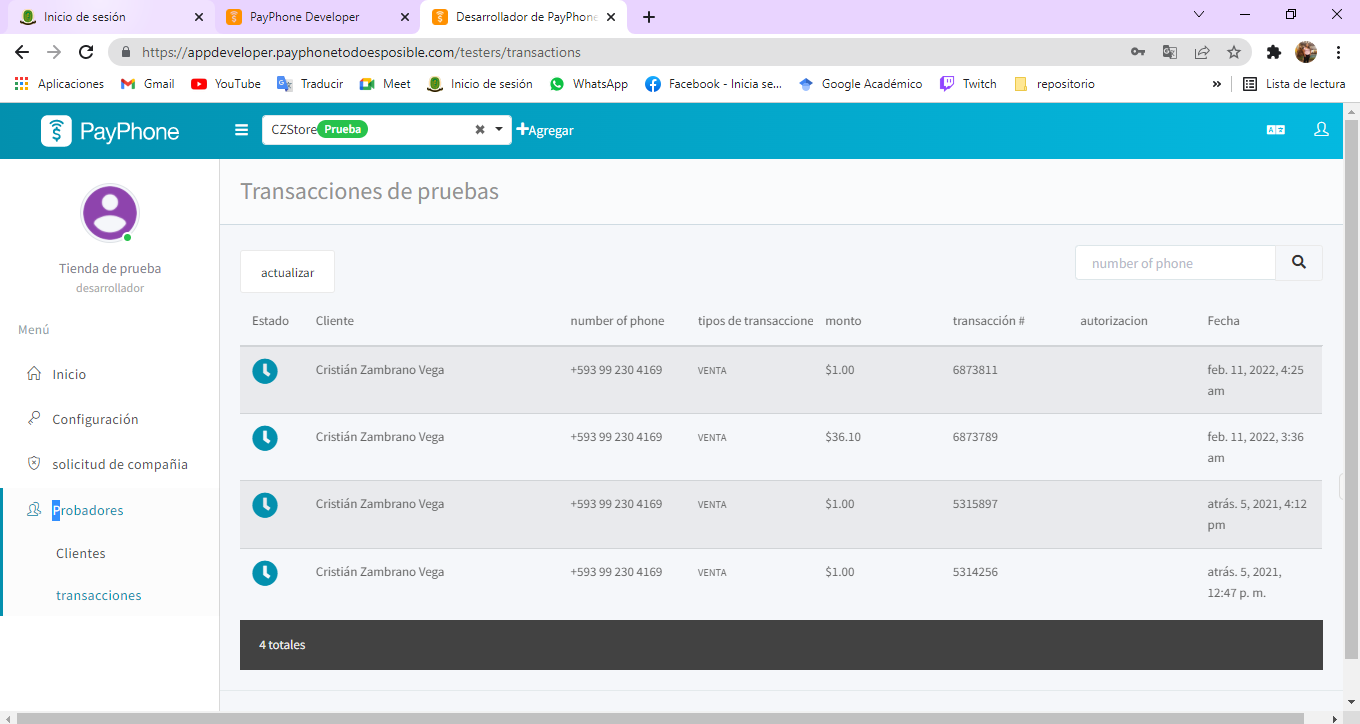 Inicio de sesión
PayPhone Developer
Desarrollador de PayPhone
https://appdeveloper.payphonetodoesposible.com/testers/transactions
Aplicaciones
Gmail
YouTube
Traducir
Meet
Inicio de sesión
WhatsApp
Facebook - Inicia se...
Google Académico
Twitch
repositorio
»
Lista de lectura
PayPhone
CZStore Prueba
Agregar
Tienda de prueba
desarrollador
Menú
Inicio
Configuración
solicitud de compañia
Probadores
Clientes
transacciones
Transacciones de pruebas
actualizar
number of phone
Estado Cliente number of phone tipos de transaccione monto transacción # autorizacion Fecha
Cristián Zambrano Vega +593 99 230 4169 VENTA $1.00 6873811 feb. 11, 2022, 4:25
am
Cristián Zambrano Vega +593 99 230 4169 VENTA $36.10 6873789 feb. 11, 2022, 3:36
am
Cristián Zambrano Vega +593 99 230 4169 VENTA $1.00 5315897 atrás. 5, 2021, 4:12
pm
Cristián Zambrano Vega +593 99 230 4169 VENTA $1.00 5314256 atrás. 5, 2021,
12:47 p. m.
4 totales